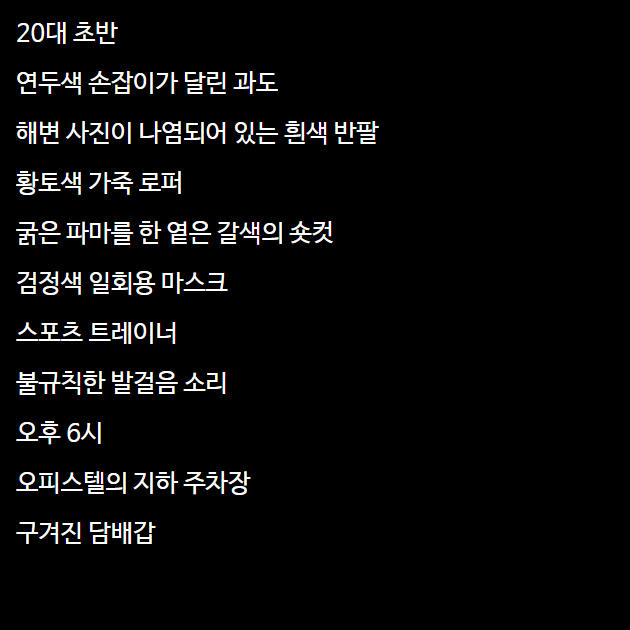 20대 초반
연두색 손잡이가 달린 과도
해변 사진이 나염되어 있는 흰색 반팔
황토색 가죽 로퍼
굵은 파마를 한 옅은 갈색의 숏컷
검정색 일회용 마스크
스포츠 트레이너
불규칙한 발걸음 소리
오후 6시
오피스텔의 지하 주차장
구겨진 담배갑